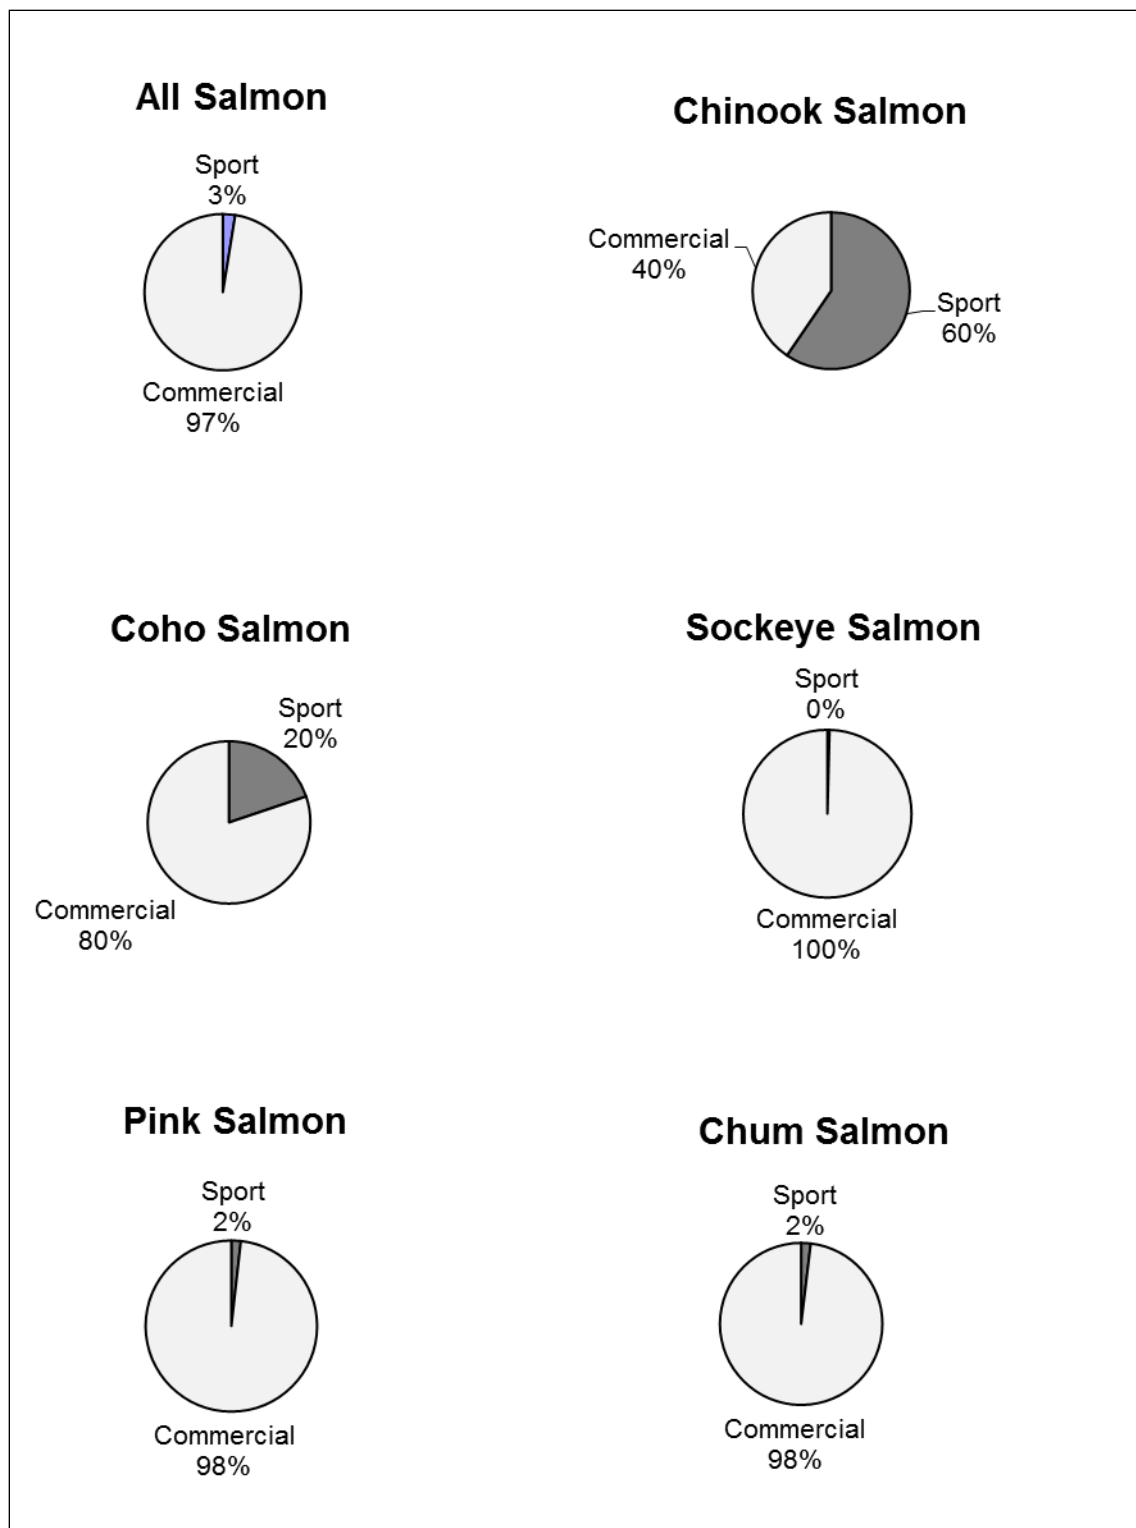 All Salmon
Sport
3%
Commercial
97%
Chinook Salmon
Commercial
40%
Sport
60%
Coho Salmon
Sport
20%
Commercial
80%
Sockeye Salmon
Sport
0%
Commercial
100%
Pink Salmon
Sport
2%
Commercial
98%
Chum Salmon
Sport
2%
Commercial
98%